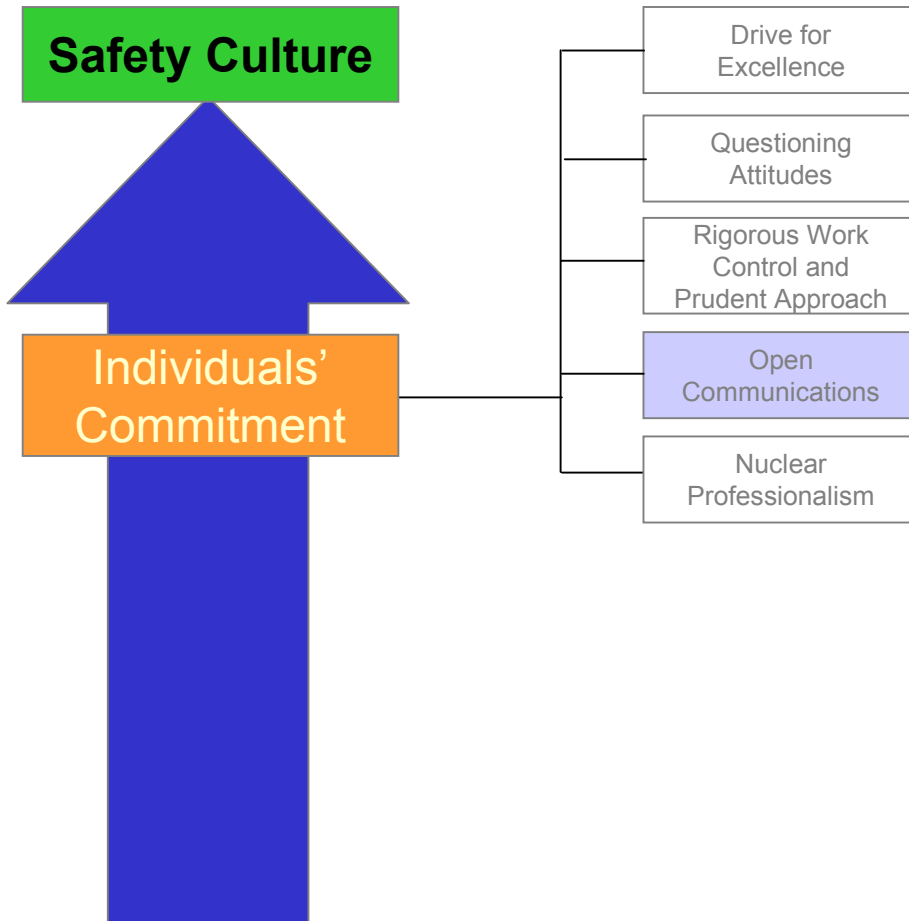 Safety Culture
Individuals’
Commitment
Drive for
Excellence
Questioning
Attitudes
Rigorous Work
Control and
Prudent Approach
Open
Communications
Nuclear
Professionalism